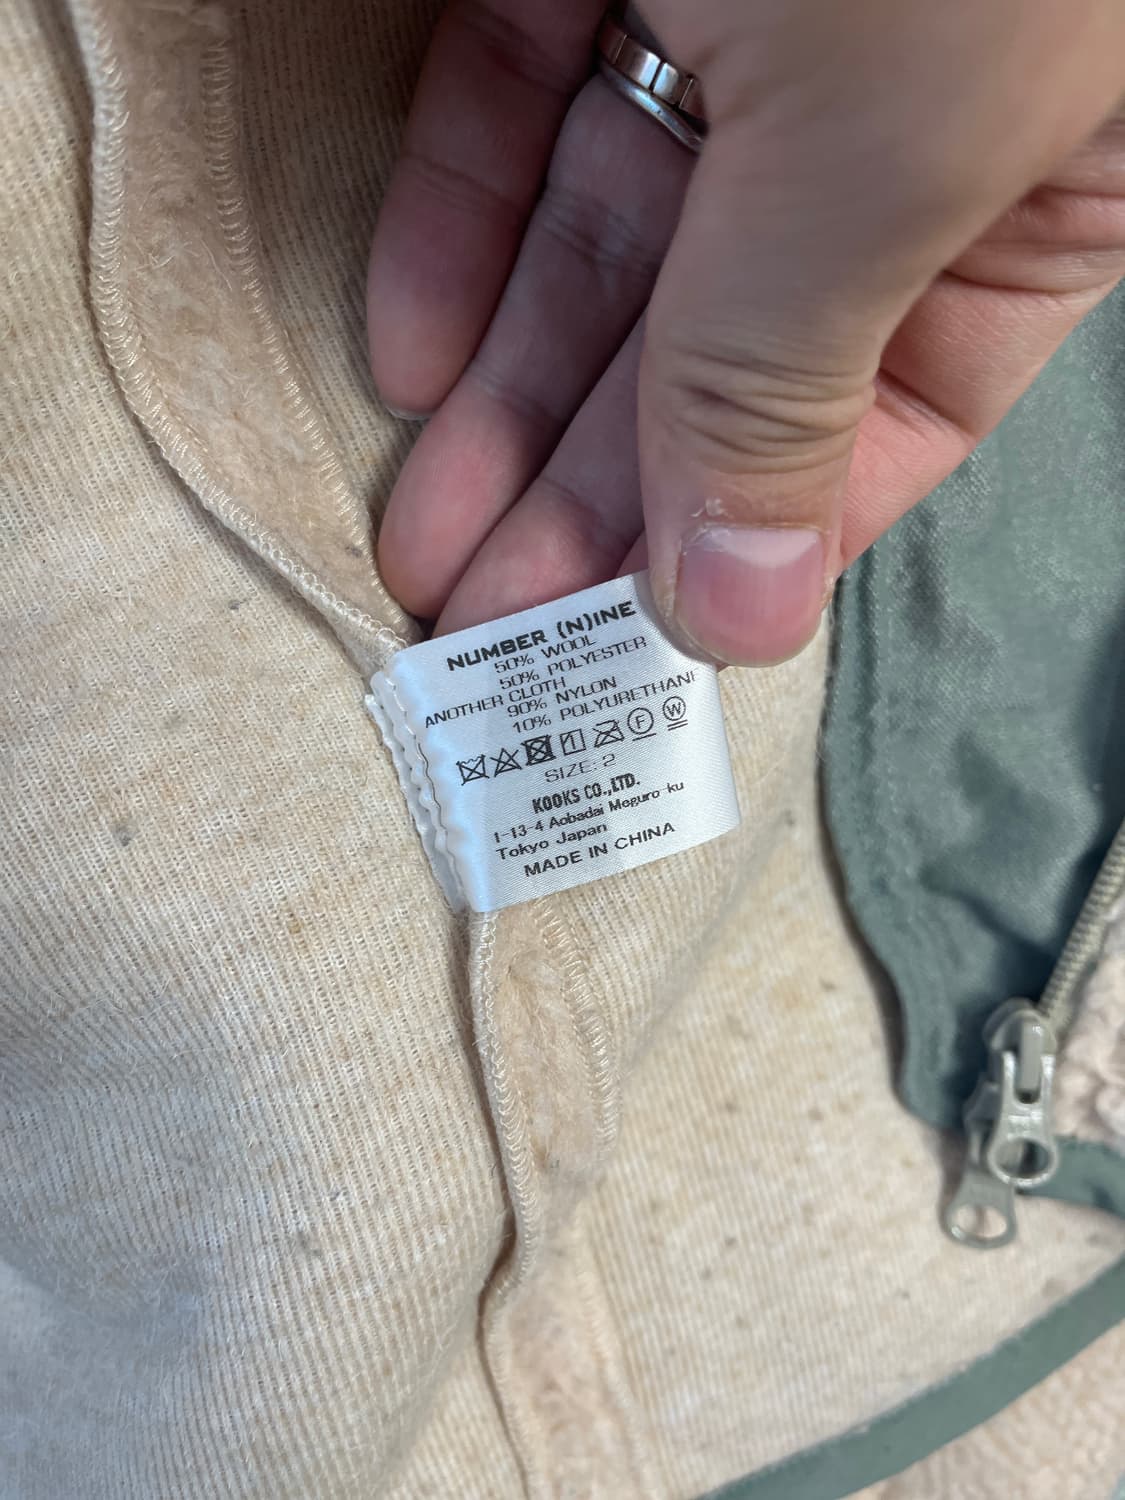 NUMBER (N)INE
50% WOOL
50% POLYESTER
ANOTHER CLOTH
90% NYLON
10% POLYURETHANE
1 F W
SIZE: 2
KOOKS CO.,LTD.
1-13-4 Aobadai Meguro-ku
Tokyo Japan
MADE IN CHINA